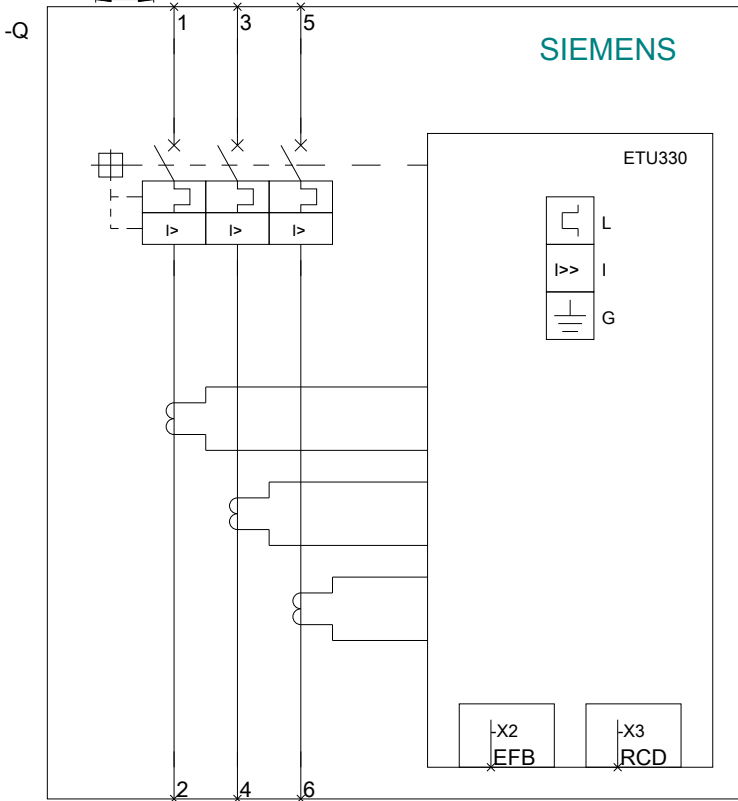 1 3 5
-Q
SIEMENS
ETU330
L
I> I> I>
I>> I
G
-X2 -X3
EFB RCD
2 4 6